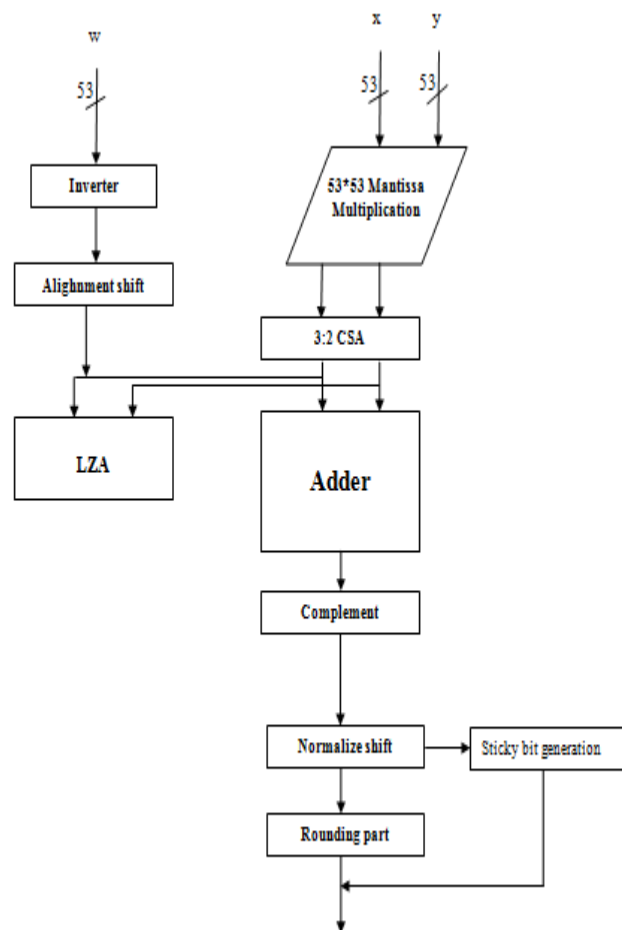 x y
w
53 53 53
Inverter
53*53 Mantissa
Multiplication
Alighnment shift
3:2 CSA
LZA
Adder
Complement
Normalize shift
Sticky bit generation
Rounding part